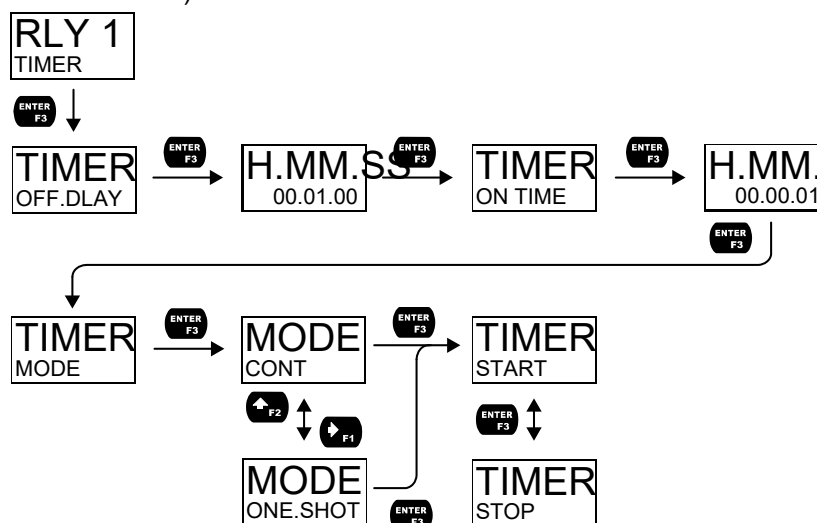 )
RLY 1
TIMER
ENTER
F3
ENTER
F3
ENTER
F3
ENTER
F3
TIMER
OFF.DLAY
H.MM.SS
00.01.00
TIMER
ON TIME
H.MM.
00.00.01
ENTER
F3
TIMER
MODE
ENTER
F3
MODE
CONT
ENTER
F3
TIMER
START
F2
F1
ENTER
F3
MODE
ONE.SHOT
ENTER
F3
TIMER
STOP